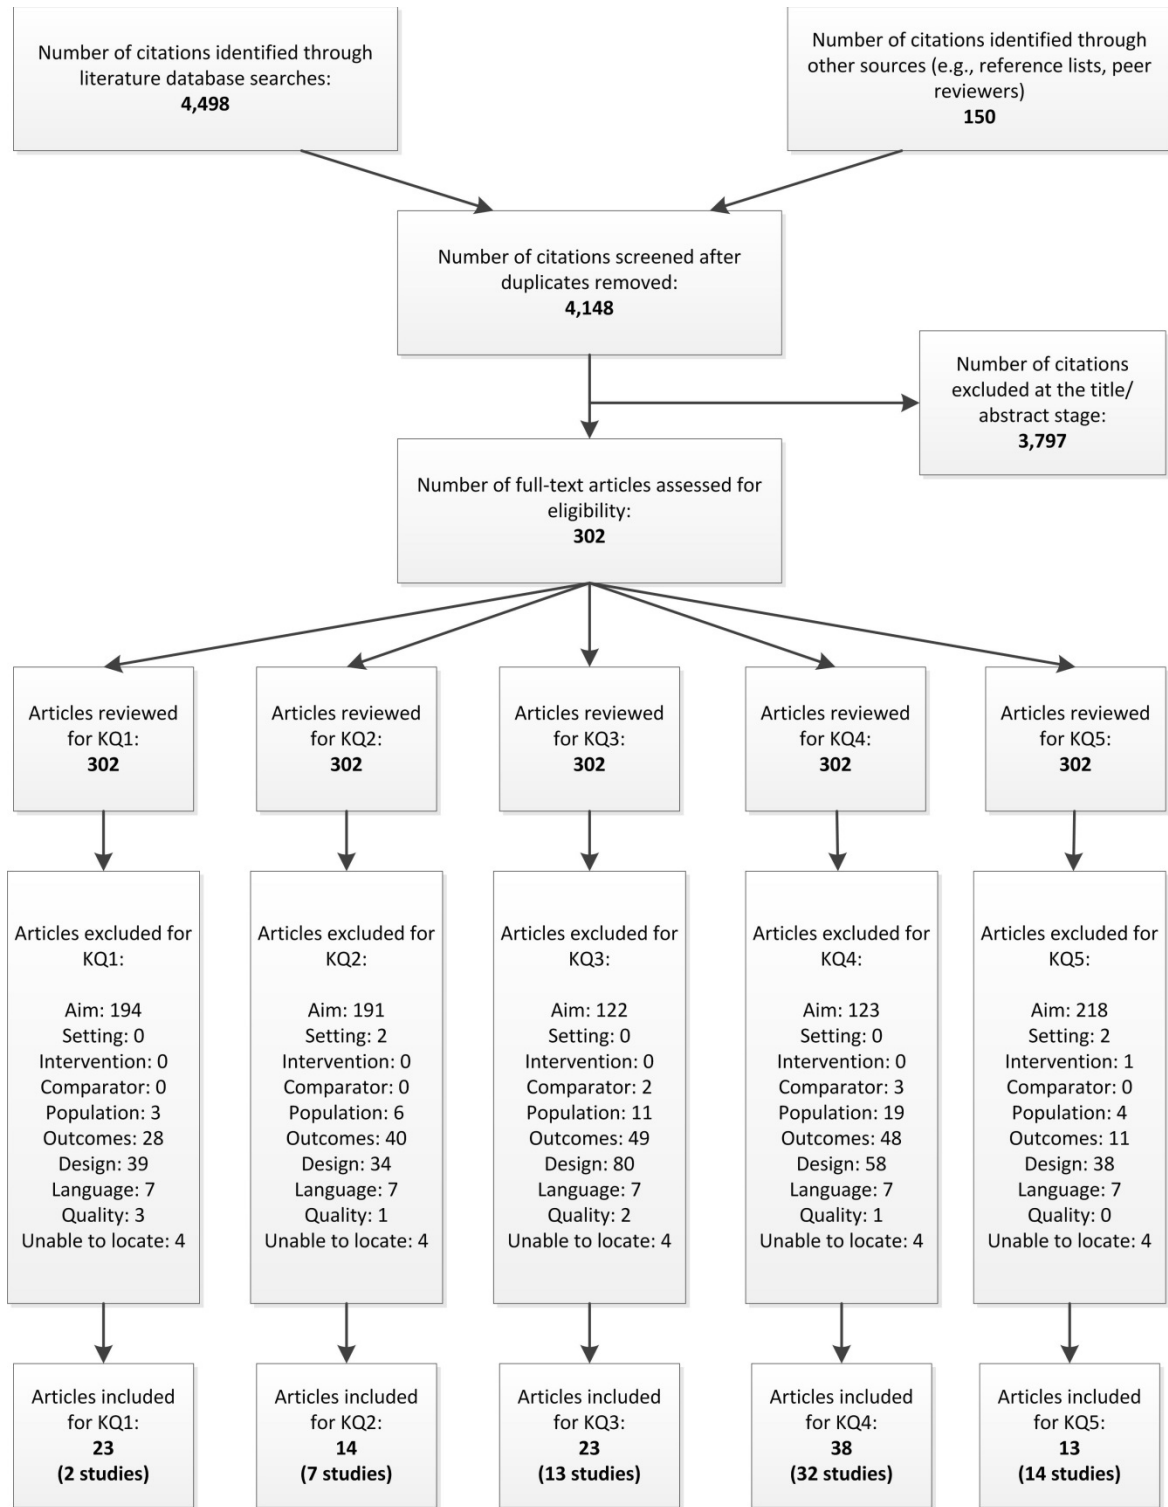 Number of citations identified through
literature database searches:
4,498
Number of citations identified through
other sources (e.g., reference lists, peer
reviewers)
150
Number of citations screened after
duplicates removed:
4,148
Number of citations
excluded at the title/
abstract stage:
3,797
Number of full-text articles assessed for
eligibility:
302
Articles reviewed
for KQ1:
302
Articles reviewed
for KQ2:
302
Articles reviewed
for KQ3:
302
Articles reviewed
for KQ4:
302
Articles reviewed
for KQ5:
302
Articles excluded for
KQ1:
Aim: 194
Setting: 0
Intervention: 0
Comparator: 0
Population: 3
Outcomes: 28
Design: 39
Language: 7
Quality: 3
Unable to locate: 4
Articles excluded for
KQ2:
Aim: 191
Setting: 2
Intervention: 0
Comparator: 0
Population: 6
Outcomes: 40
Design: 34
Language: 7
Quality: 1
Unable to locate: 4
Articles excluded for
KQ3:
Aim: 122
Setting: 0
Intervention: 0
Comparator: 2
Population: 11
Outcomes: 49
Design: 80
Language: 7
Quality: 2
Unable to locate: 4
Articles excluded for
KQ4:
Aim: 123
Setting: 0
Intervention: 0
Comparator: 3
Population: 19
Outcomes: 48
Design: 58
Language: 7
Quality: 1
Unable to locate: 4
Articles excluded for
KQ5:
Aim: 218
Setting: 2
Intervention: 1
Comparator: 0
Population: 4
Outcomes: 11
Design: 38
Language: 7
Quality: 0
Unable to locate: 4
Articles included
for KQ1:
23
(2 studies)
Articles included
for KQ2:
14
(7 studies)
Articles included
for KQ3:
23
(13 studies)
Articles included
for KQ4:
38
(32 studies)
Articles included
for KQ5:
13
(14 studies)